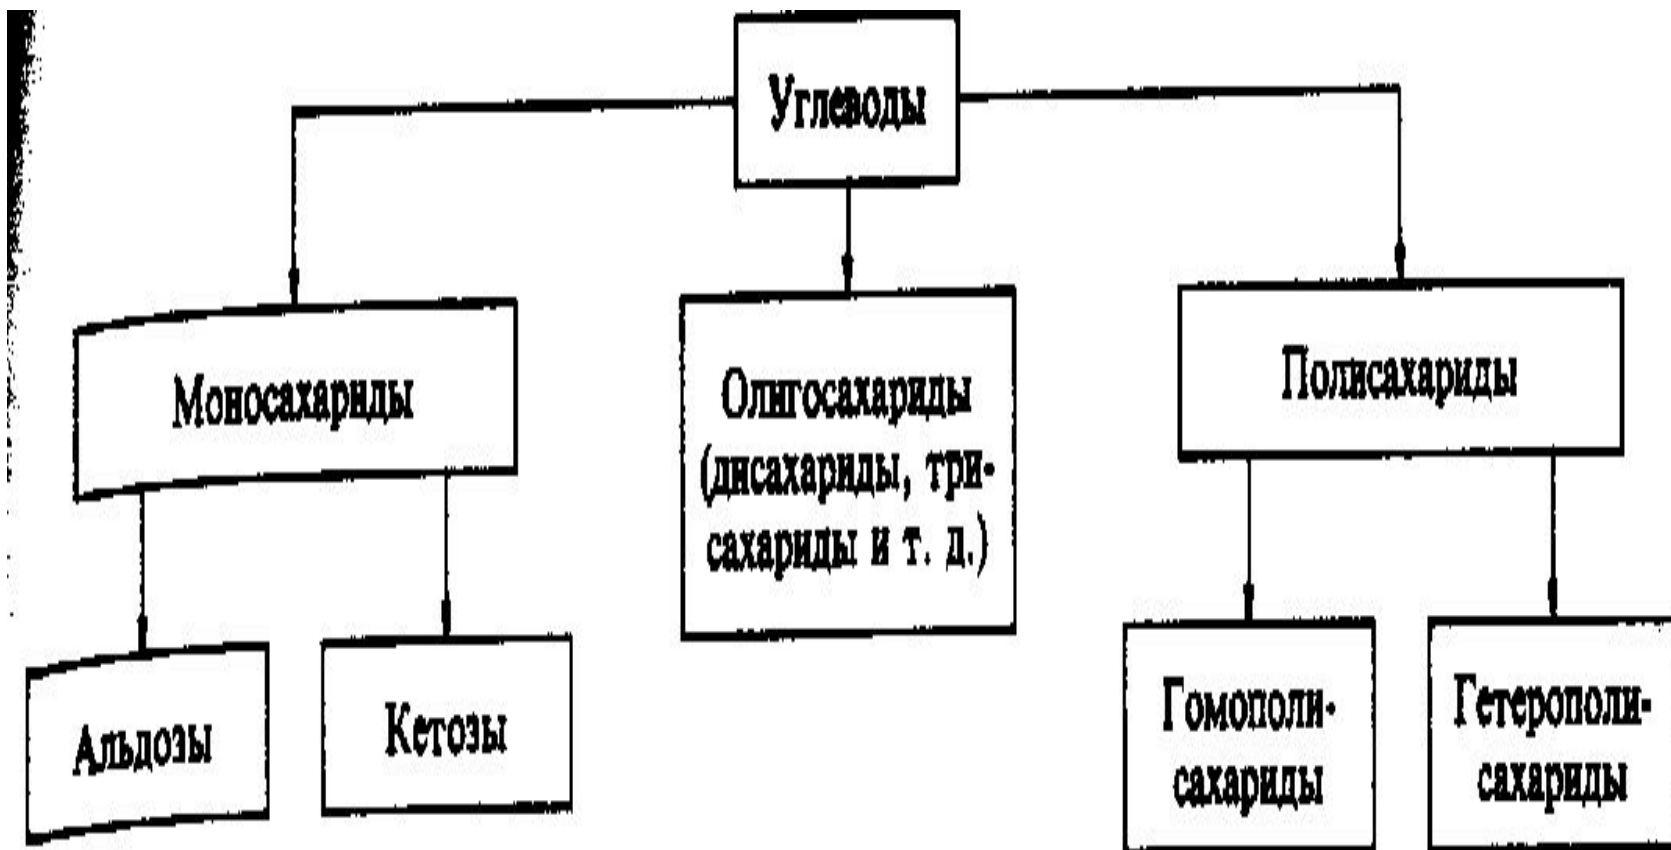 Углеводы
Моносахариды
Олигосахариды
(дисахариды, три-
сахариды и т. д.)
Полисахариды
Альдозы
Кетозы
Гомополи-
сахариды
Гетерополи-
сахариды